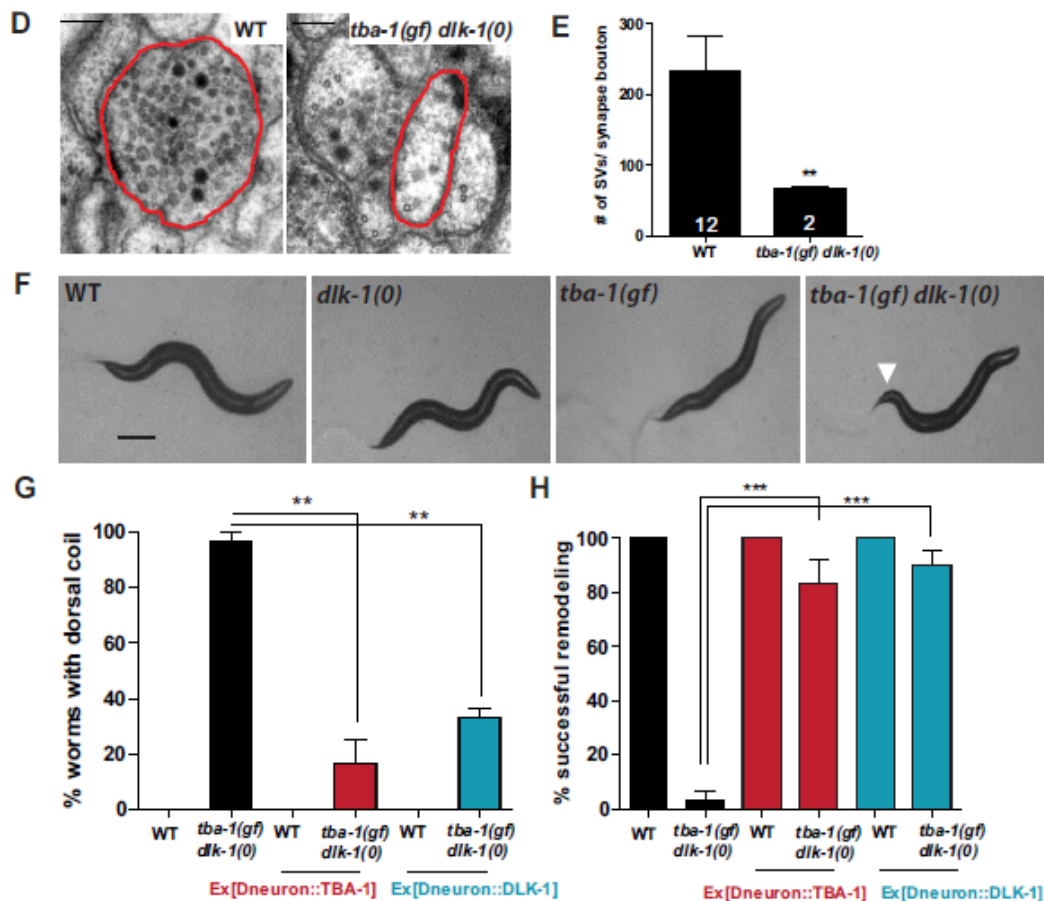 D
WT
tba-1(gf) dlk-1(0)
E
# of SVs/ synapse bouton
300
200
100
0
**
12
2
WT
tba-1(gf) dlk-1(0)
F
WT
dlk-1(0)
tba-1(gf)
tba-1(gf) dlk-1(0)
G
% worms with dorsal coil
100
80
60
40
20
0
**
**
WT
tba-1(gf)
dlk-1(0)
WT
tba-1(gf)
dlk-1(0)
WT
tba-1(gf)
dlk-1(0)
Ex[Dneuron::TBA-1]
Ex[Dneuron::DLK-1]
H
% successful remodeling
100
80
60
40
20
0
***
***
WT
tba-1(gf)
dlk-1(0)
WT
tba-1(gf)
dlk-1(0)
WT
tba-1(gf)
dlk-1(0)
Ex[Dneuron::TBA-1]
Ex[Dneuron::DLK-1]